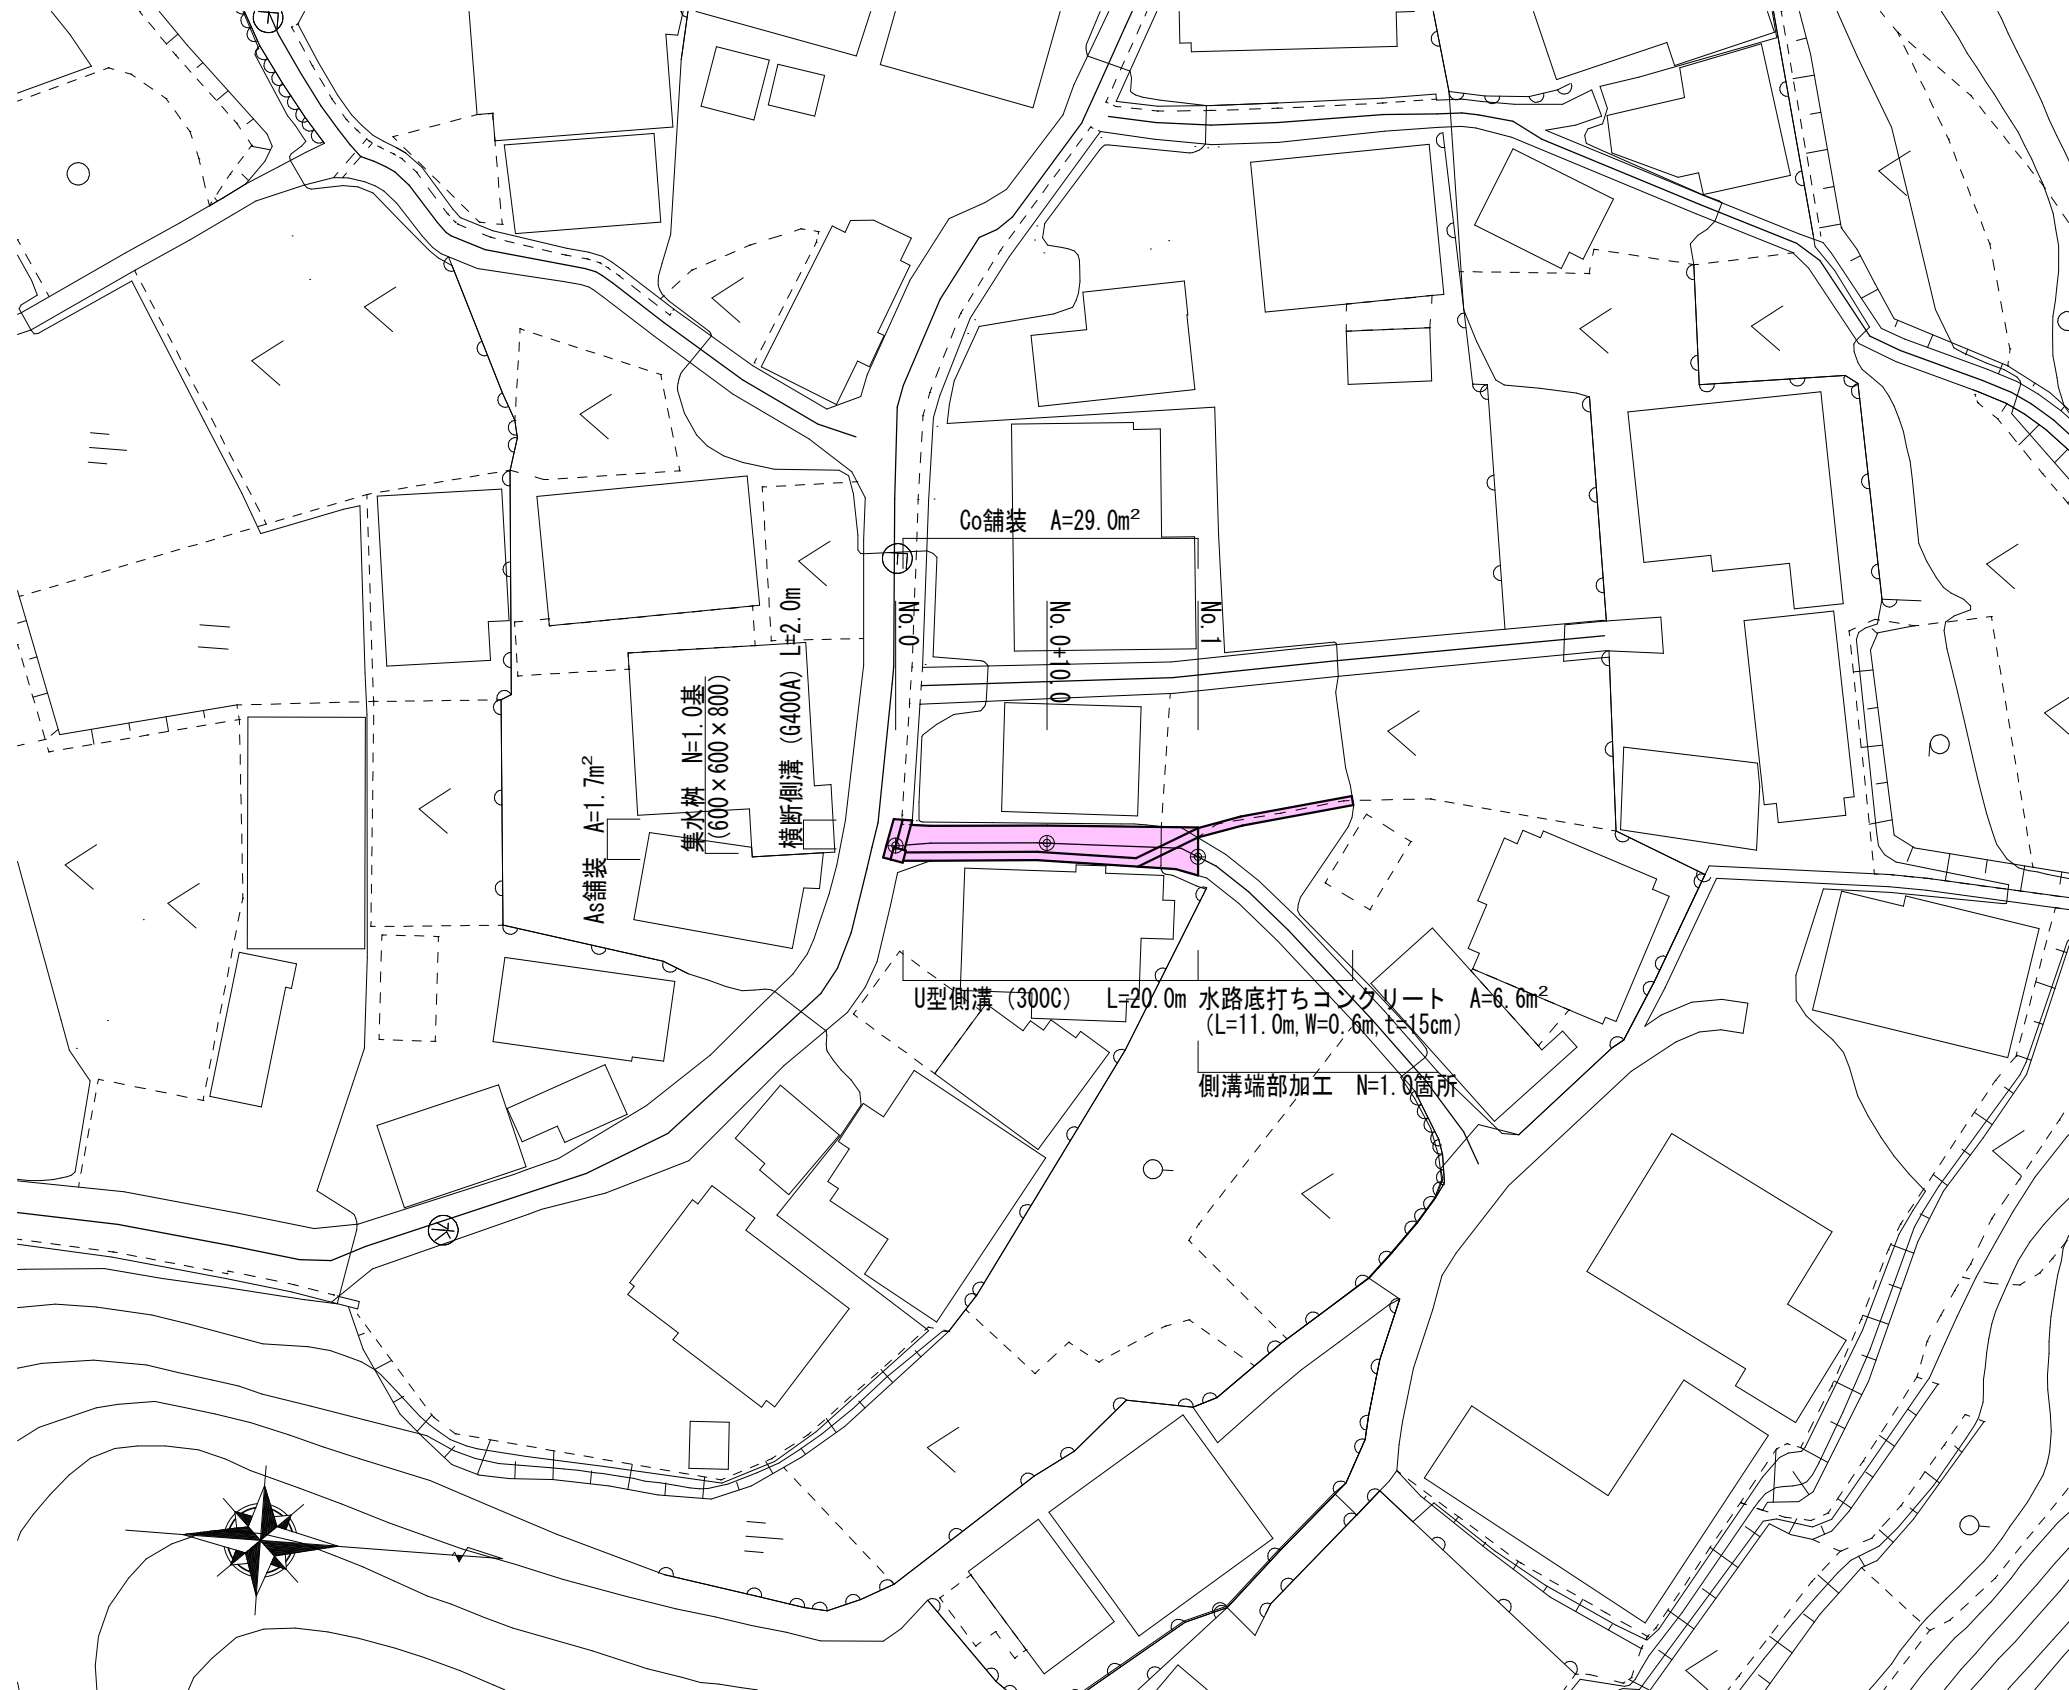 Co舗装　A=29.0m²
No.0
No.0+10.0
No.1
As舗装　A=1.7m²
集水桝　N=1.0基
(600×600×800)
横断側溝 (G400A) L=2.0m
U型側溝 (300C)　L=20.0m
水路底打ちコンクリート　A=6.6m²
(L=11.0m,W=0.6m,t=15cm)
側溝端部加工　N=1.0箇所
水